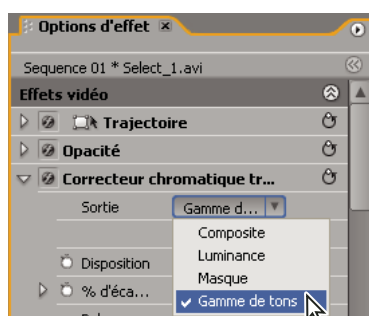 Options d'effet
Sequence 01 * Select_1.avi
Effets vidéo
Trajectoire
Opacité
Correcteur chromatique tr...
Sortie Gamme d...
Composite
Luminance
Disposition
Masque
% d'éca...
Gamme de tons